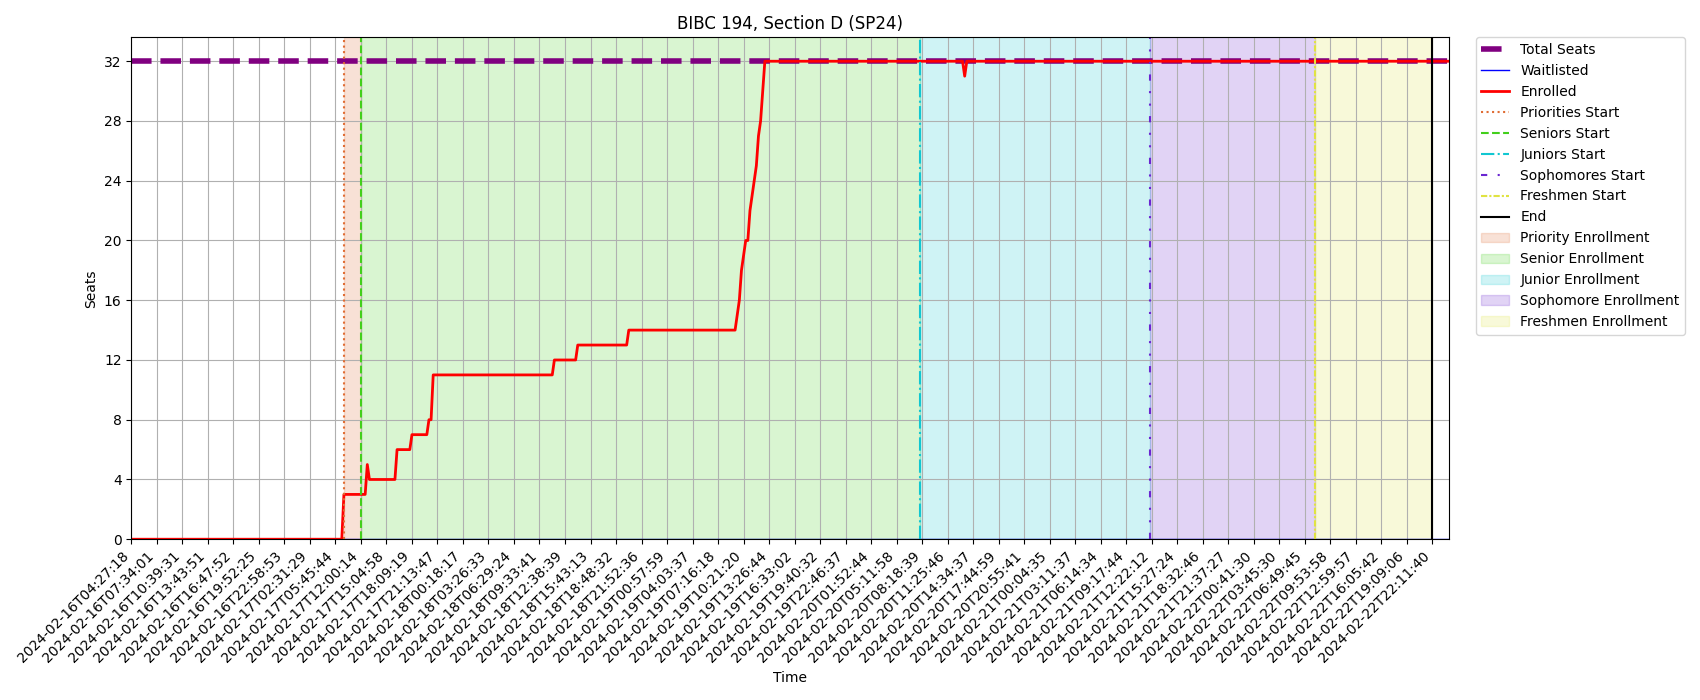 BIBC 194, Section D (SP24)
Total Seats
Waitlisted
Enrolled
Priorities Start
Seniors Start
Juniors Start
Sophomores Start
Freshmen Start
End
Priority Enrollment
Senior Enrollment
Junior Enrollment
Sophomore Enrollment
Freshmen Enrollment
Seats
32
28
24
20
16
12
8
4
0
2024-02-16T04:27:18
2024-02-16T07:34:01
2024-02-16T10:39:31
2024-02-16T13:43:51
2024-02-16T16:47:52
2024-02-16T19:52:25
2024-02-16T22:58:53
2024-02-17T02:31:29
2024-02-17T05:45:44
2024-02-17T12:00:14
2024-02-17T15:04:58
2024-02-17T18:09:19
2024-02-17T21:13:47
2024-02-18T00:18:17
2024-02-18T03:26:33
2024-02-18T06:29:24
2024-02-18T09:33:41
2024-02-18T12:38:39
2024-02-18T15:43:13
2024-02-18T18:48:32
2024-02-18T21:52:36
2024-02-19T00:57:59
2024-02-19T04:03:37
2024-02-19T07:16:18
2024-02-19T10:21:20
2024-02-19T13:26:44
2024-02-19T16:33:02
2024-02-19T19:40:32
2024-02-19T22:46:37
2024-02-20T01:52:44
2024-02-20T05:11:58
2024-02-20T08:18:39
2024-02-20T11:25:46
2024-02-20T14:34:37
2024-02-20T17:44:59
2024-02-20T20:55:41
2024-02-21T00:04:35
2024-02-21T03:11:37
2024-02-21T06:14:34
2024-02-21T09:17:44
2024-02-21T12:22:12
2024-02-21T15:27:24
2024-02-21T18:32:46
2024-02-21T21:37:27
2024-02-22T00:41:30
2024-02-22T03:45:30
2024-02-22T06:49:45
2024-02-22T09:53:58
2024-02-22T12:59:57
2024-02-22T16:05:42
2024-02-22T19:09:06
2024-02-22T22:11:40
Time